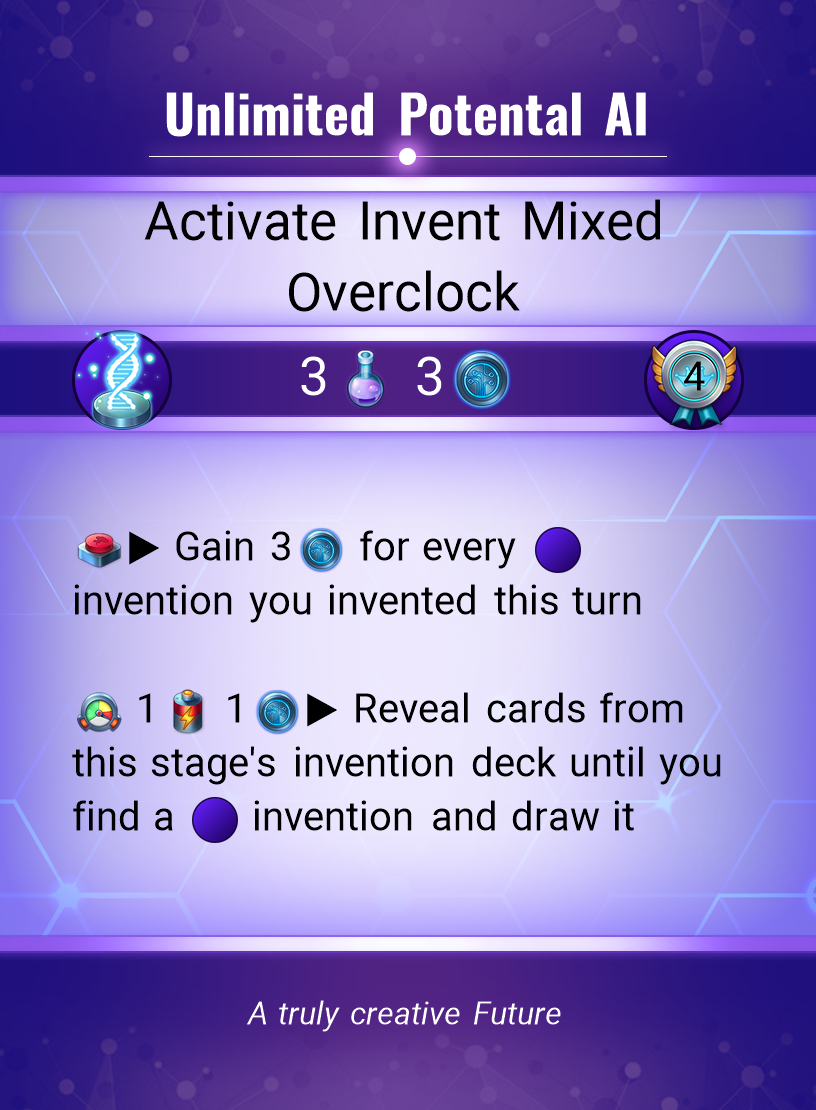 Unlimited Potental AI
Activate Invent Mixed
Overclock
3 3
4
▶ Gain 3 for every
invention you invented this turn
1 1 ▶ Reveal cards from
this stage's invention deck until you
find a invention and draw it
A truly creative Future